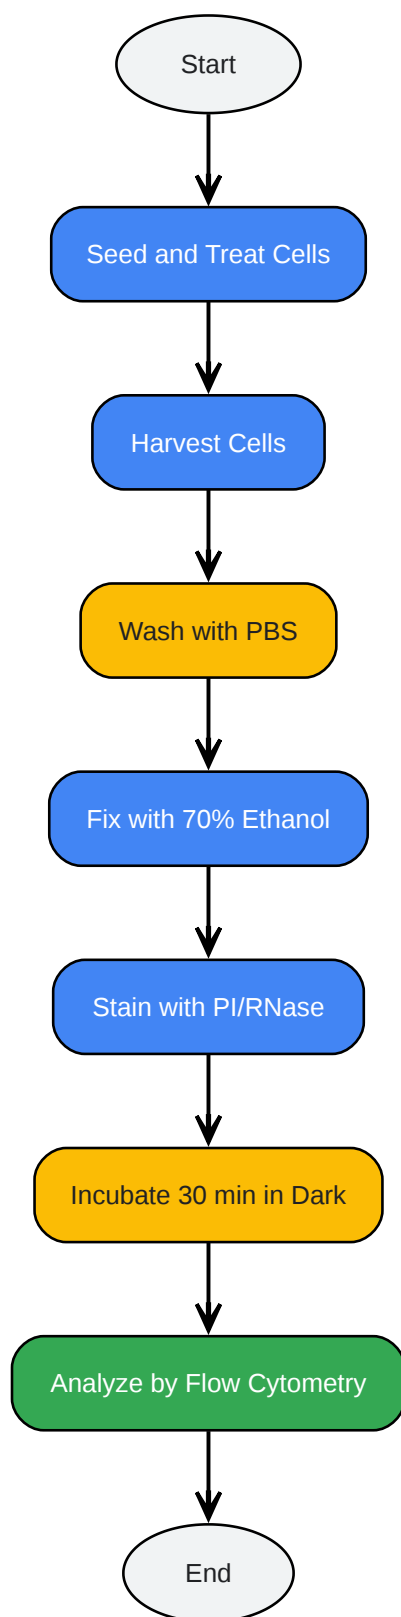 Start
Seed and Treat Cells
Harvest Cells
Wash with PBS
Fix with 70% Ethanol
Stain with PI/RNase
Incubate 30 min in Dark
Analyze by Flow Cytometry
End